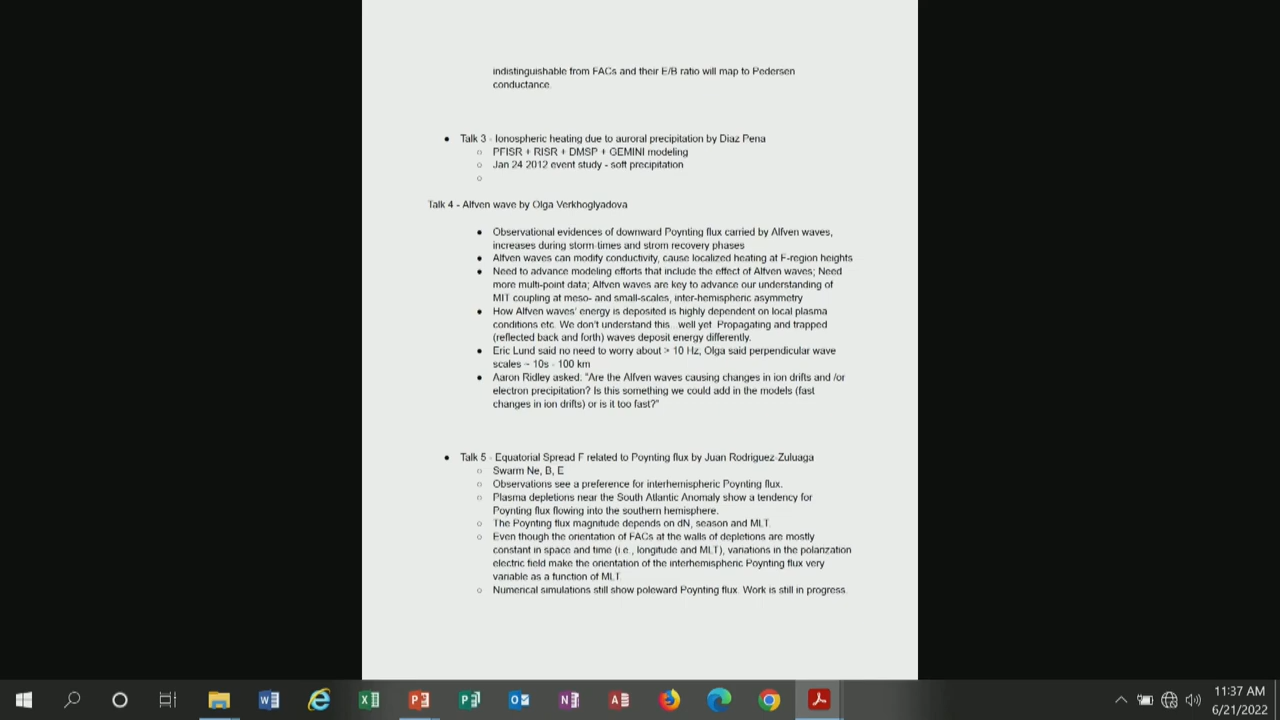 indistinguishable from FACs and their E/B ratio will map to Pedersen
conductance.
● Talk 3 - Ionospheric heating due to auroral precipitation by Diaz Pena
○ PFISR + RISR + DMSP + GEMINI modeling
○ Jan 24 2012 event study - soft precipitation
○
Talk 4 - Alfven wave by Olga Verkhoglyadova
● Observational evidences of downward Poynting flux carried by Alfven waves,
increases during storm-times and strom recovery phases
● Alfven waves can modify conductivity, cause localized heating at F-region heights
● Need to advance modeling efforts that include the effect of Alfven waves; Need
more multi-point data; Alfven waves are key to advance our understanding of
MIT coupling at meso- and small-scales, inter-hemispheric asymmetry
● How Alfven waves' energy is deposited is highly dependent on local plasma
conditions etc. We don't understand this...well yet. Propagating and trapped
(reflected back and forth) waves deposit energy differently.
● Eric Lund said no need to worry about > 10 Hz, Olga said perpendicular wave
scales ~ 10s - 100 km
● Aaron Ridley asked: "Are the Alfven waves causing changes in ion drifts and /or
electron precipitation? Is this something we could add in the models (fast
changes in ion drifts) or is it too fast?"
● Talk 5 - Equatorial Spread F related to Poynting flux by Juan Rodriguez-Zuluaga
○ Swarm Ne, B, E
○ Observations see a preference for interhemispheric Poynting flux.
○ Plasma depletions near the South Atlantic Anomaly show a tendency for
Poynting flux flowing into the southern hemisphere.
○ The Poynting flux magnitude depends on dN, season and MLT.
○ Even though the orientation of FACs at the walls of depletions are mostly
constant in space and time (i.e., longitude and MLT), variations in the polarization
electric field make the orientation of the interhemispheric Poynting flux very
variable as a function of MLT.
○ Numerical simulations still show poleward Poynting flux. Work is still in progress.
11:37 AM
6/21/2022